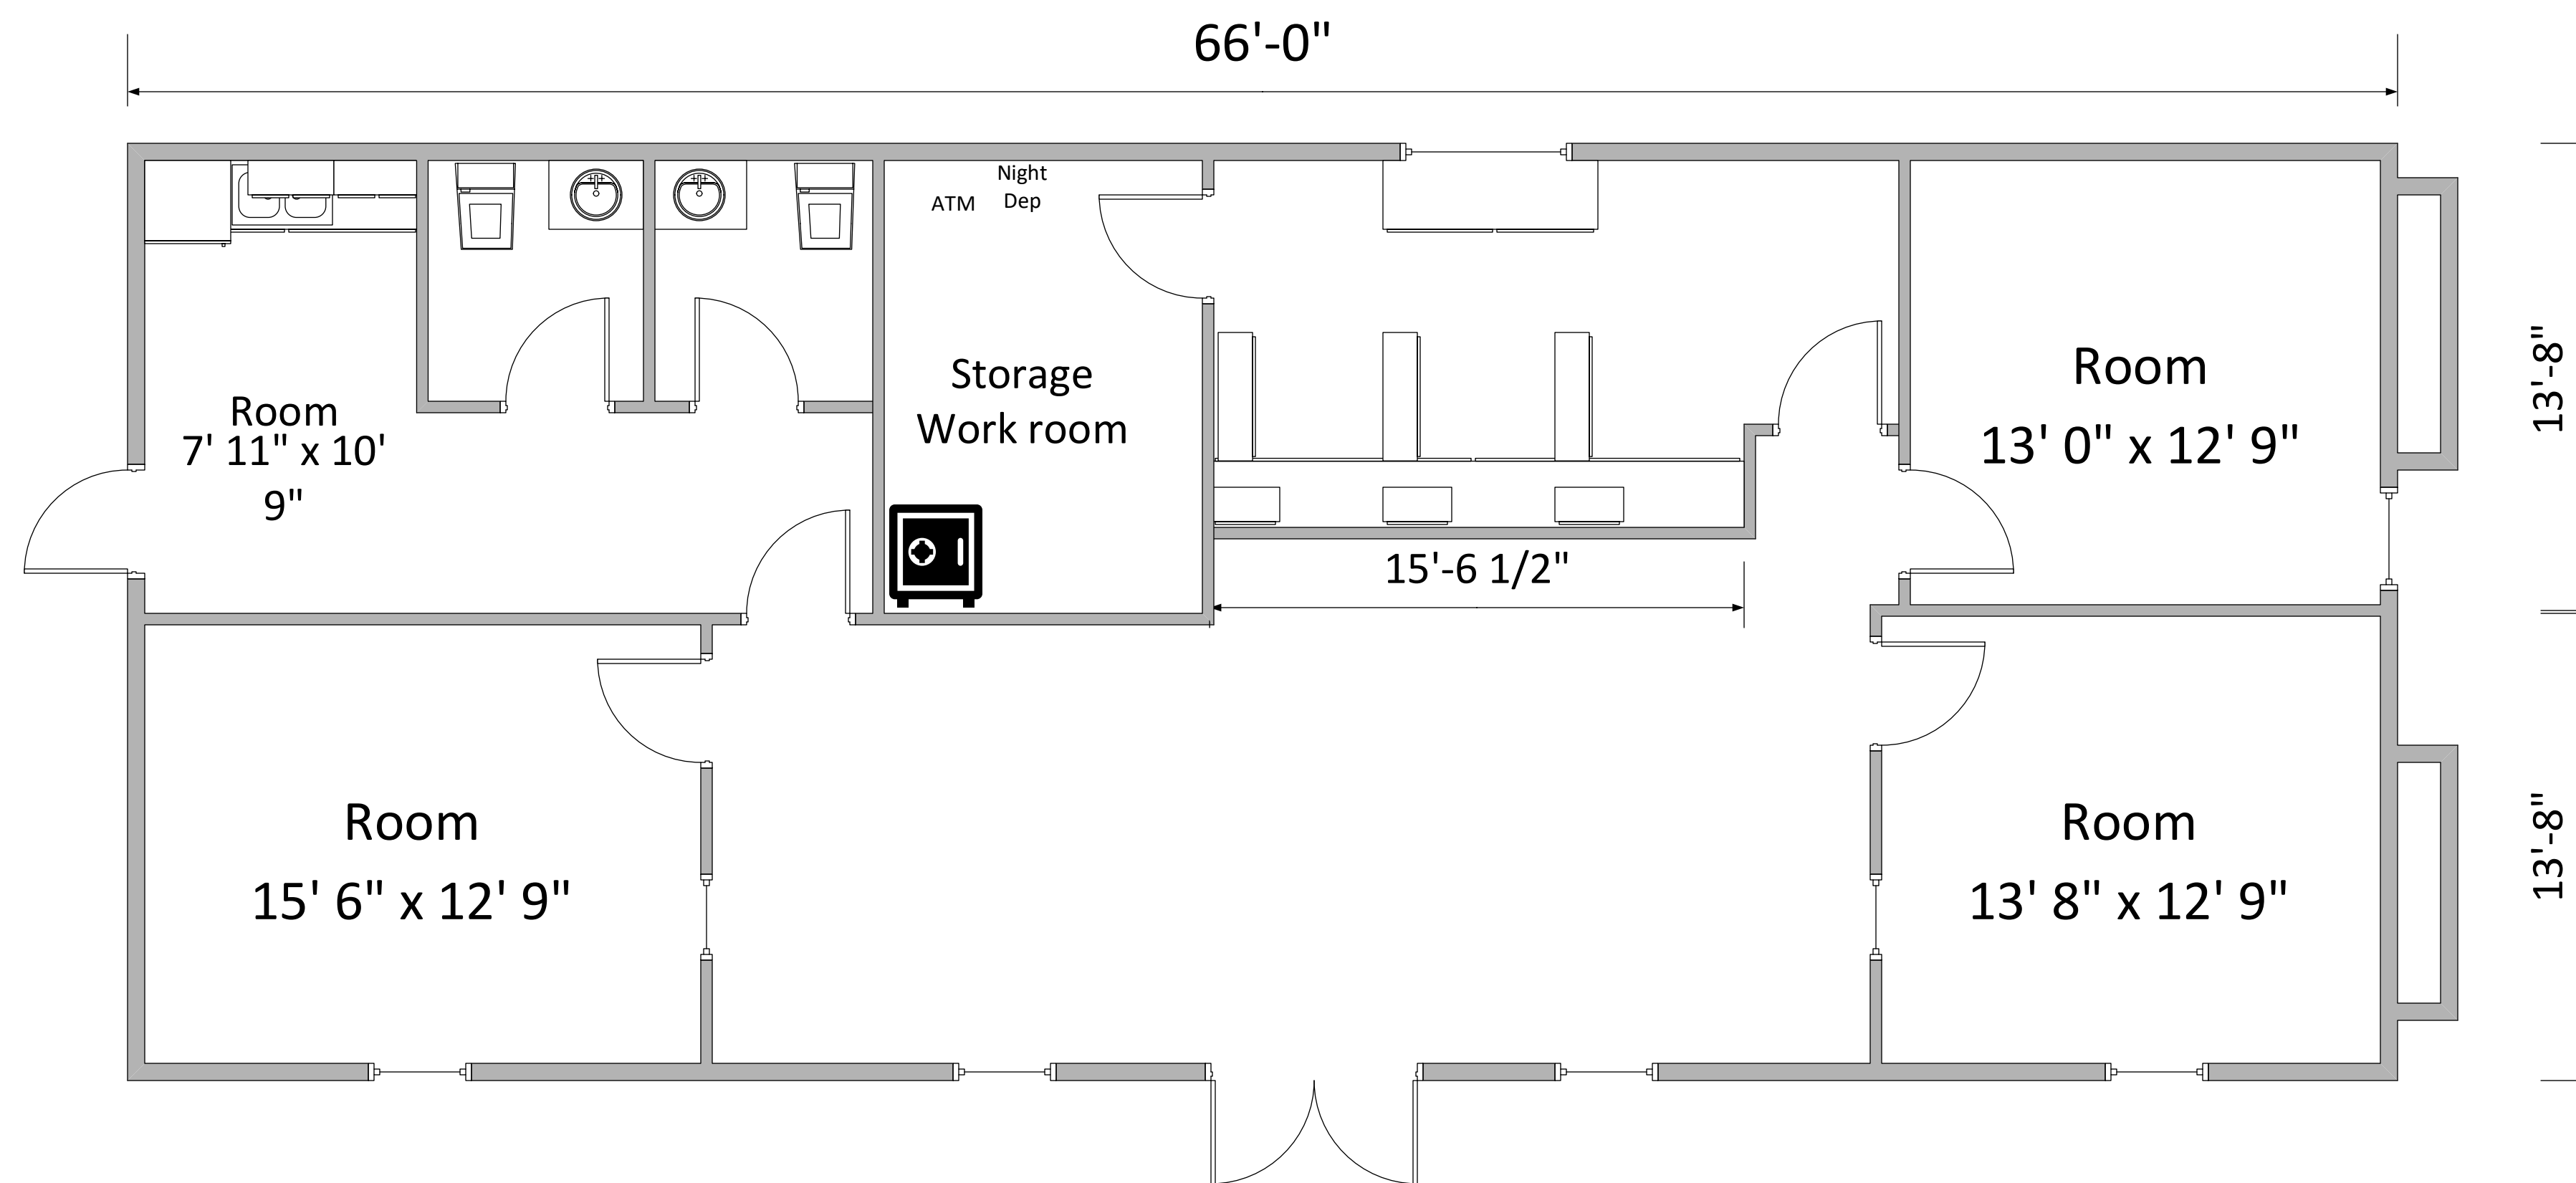 66'-0"
Night
Dep
ATM
Room
7' 11" x 10'
9"
Storage
Work room
Room
13' 0" x 12' 9"
13'-8"
15'-6 1/2"
Room
15' 6" x 12' 9"
Room
13' 8" x 12' 9"
13'-8"